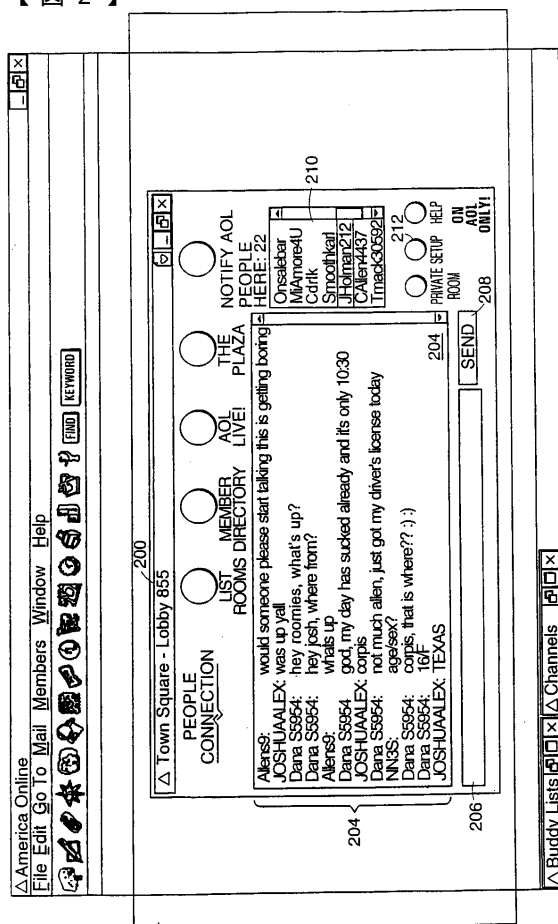 【図2】
△ America Online
File Edit Go To Mail Members Window Help
FIND KEYWORD
200
△ Town Square - Lobby 855
PEOPLE CONNECTION
LIST ROOMS
MEMBER DIRECTORY
AOL LIVE!
THE PLAZA
NOTIFY AOL
PEOPLE HERE: 22
Allens9: would someone please start talking this is getting boring
JOSHUAALEX: was up yall
Dana S5954: hey roomies, what's up?
Dana S5954: hey josh, where from?
Allens9: whats up
Dana S5954 god, my day has sucked already and it's only 10:30
JOSHUAALEX: corpis
Dana S5954: not much allen, just got my driver's license today
NN3S: age/sex?
Dana S5954: corpis, that is where?? :) :)
Dana S5954: 16/F
JOSHUAALEX: TEXAS
204
204
Onsalebar
MiAmore4U
Cdr1k
Smoothkarl
JHolman212
CAllen4437
Tmack30592
210
212
PRIVATE ROOM
SETUP
HELP
ON AOL ONLY!
206
SEND
208
△ Buddy Lists
△ Channels